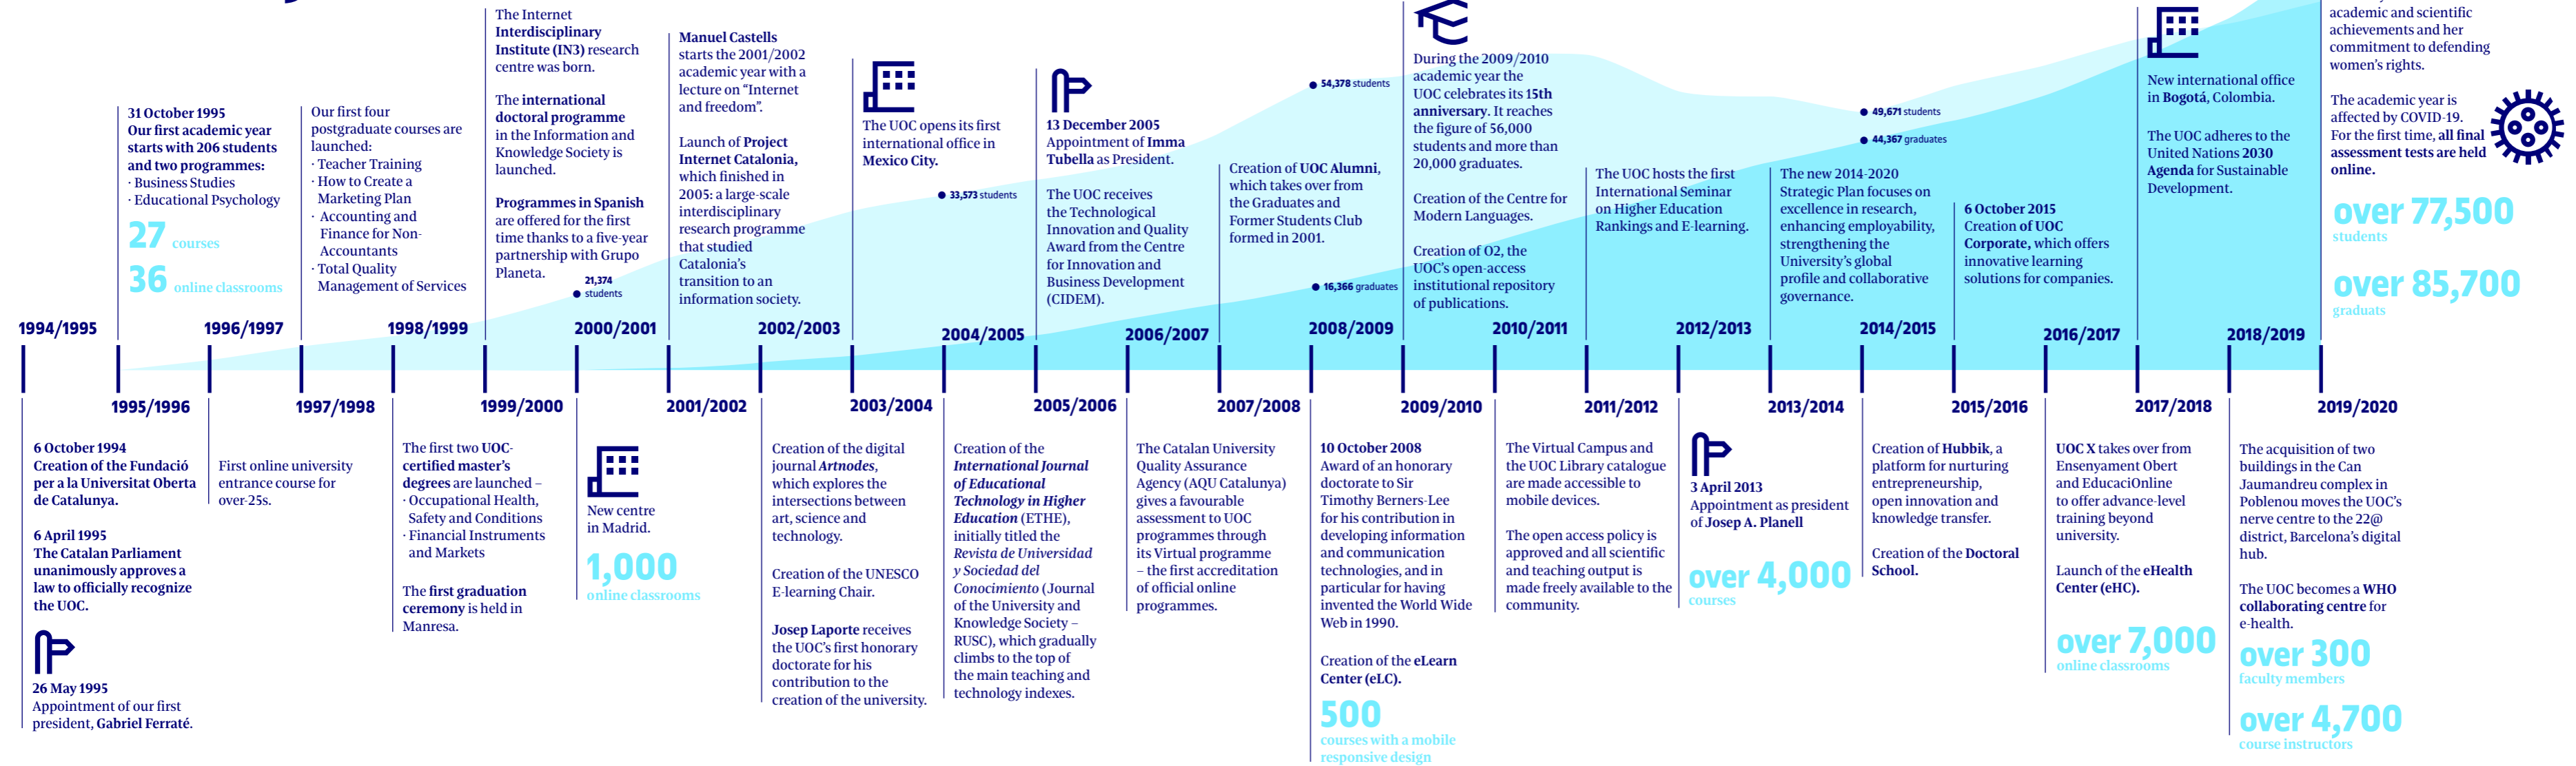 1994/1995
6 October 1994
Creation of the Fundació
per a la Universitat Oberta
de Catalunya.
6 April 1995
The Catalan Parliament
unanimously approves a
law to officially recognize
the UOC.
26 May 1995
Appointment of our first
president, Gabriel Ferraté.
31 October 1995
Our first academic year
starts with 206 students
and two programmes:
· Business Studies
· Educational Psychology
27 courses
36 online classrooms
1995/1996
1996/1997
First online university
entrance course for
over-25s.
Our first four
postgraduate courses are
launched:
· Teacher Training
· How to Create a
Marketing Plan
· Accounting and
Finance for Non-
Accountants
· Total Quality
Management of Services
1997/1998
1998/1999
The first two UOC-
certified master's
degrees are launched –
· Occupational Health,
Safety and Conditions
· Financial Instruments
and Markets
The first graduation
ceremony is held in
Manresa.
The Internet
Interdisciplinary
Institute (IN3) research
centre was born.
The international
doctoral programme
in the Information and
Knowledge Society is
launched.
Programmes in Spanish
are offered for the first
time thanks to a five-year
partnership with Grupo
Planeta.
1999/2000
21,374
students
2000/2001
New centre
in Madrid.
1,000
online classrooms
Manuel Castells
starts the 2001/2002
academic year with a
lecture on “Internet
and freedom”.
Launch of Project
Internet Catalonia,
which finished in
2005: a large-scale
interdisciplinary
research programme
that studied
Catalonia's
transition to an
information society.
2001/2002
2002/2003
Creation of the digital
journal Artnodes,
which explores the
intersections between
art, science and
technology.
Creation of the UNESCO
E-learning Chair.
Josep Laporte receives
the UOC's first honorary
doctorate for his
contribution to the
creation of the university.
The UOC opens its first
international office in
Mexico City.
2003/2004
33,573 students
2004/2005
Creation of the
International Journal
of Educational
Technology in Higher
Education (ETHE),
initially titled the
Revista de Universidad
y Sociedad del
Conocimiento (Journal
of the University and
Knowledge Society –
RUSC), which gradually
climbs to the top of
the main teaching and
technology indexes.
13 December 2005
Appointment of Imma
Tubella as President.
The UOC receives
the Technological
Innovation and Quality
Award from the Centre
for Innovation and
Business Development
(CIDEM).
2005/2006
2006/2007
The Catalan University
Quality Assurance
Agency (AQU Catalunya)
gives a favourable
assessment to UOC
programmes through
its Virtual programme
– the first accreditation
of official online
programmes.
Creation of UOC Alumni,
which takes over from
the Graduates and
Former Students Club
formed in 2001.
2007/2008
54,378 students
16,366 graduates
2008/2009
10 October 2008
Award of an honorary
doctorate to Sir
Timothy Berners-Lee
for his contribution in
developing information
and communication
technologies, and in
particular for having
invented the World Wide
Web in 1990.
Creation of the eLearn
Center (eLC).
500
courses with a mobile
responsive design
During the 2009/2010
academic year the
UOC celebrates its 15th
anniversary. It reaches
the figure of 56,000
students and more than
20,000 graduates.
Creation of the Centre for
Modern Languages.
Creation of O2, the
UOC's open-access
institutional repository
of publications.
2009/2010
2010/2011
The Virtual Campus and
the UOC Library catalogue
are made accessible to
mobile devices.
The open access policy is
approved and all scientific
and teaching output is
made freely available to the
community.
The UOC hosts the first
International Seminar
on Higher Education
Rankings and E-learning.
2011/2012
2012/2013
3 April 2013
Appointment as president
of Josep A. Planell
over 4,000
courses
The new 2014-2020
Strategic Plan focuses on
excellence in research,
enhancing employability,
strengthening the
University's global
profile and collaborative
governance.
2013/2014
49,671 students
44,367 graduates
2014/2015
Creation of Hubbik, a
platform for nurturing
entrepreneurship,
open innovation and
knowledge transfer.
Creation of the Doctoral
School.
6 October 2015
Creation of UOC
Corporate, which offers
innovative learning
solutions for companies.
2015/2016
2016/2017
UOC X takes over from
Ensenyament Obert
and EducaciOnline
to offer advance-level
training beyond
university.
Launch of the eHealth
Center (eHC).
over 7,000
online classrooms
New international office
in Bogotá, Colombia.
The UOC adheres to the
United Nations 2030
Agenda for Sustainable
Development.
2017/2018
2018/2019
The acquisition of two
buildings in the Can
Jaumandreu complex in
Poblenou moves the UOC's
nerve centre to the 22@
district, Barcelona's digital
hub.
The UOC becomes a WHO
collaborating centre for
e-health.
over 300
faculty members
over 4,700
course instructors
academic and scientific
achievements and her
commitment to defending
women's rights.
The academic year is
affected by COVID-19.
For the first time, all final
assessment tests are held
online.
over 77,500
students
over 85,700
graduats
2019/2020